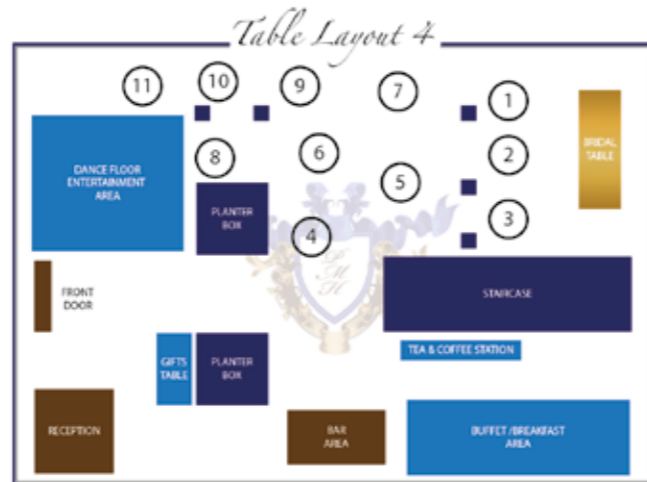 Table Layout 4
11
10
9
7
1
DANCE FLOOR
ENTERTAINMENT
AREA
8
6
5
2
BRIDAL
TABLE
PLANTER
BOX
4
3
FRONT
DOOR
STAIRCASE
P
M
H
GIFTS
TABLE
PLANTER
BOX
TEA & COFFEE STATION
RECEPTION
BAR
AREA
BUFFET /BREAKFAST
AREA